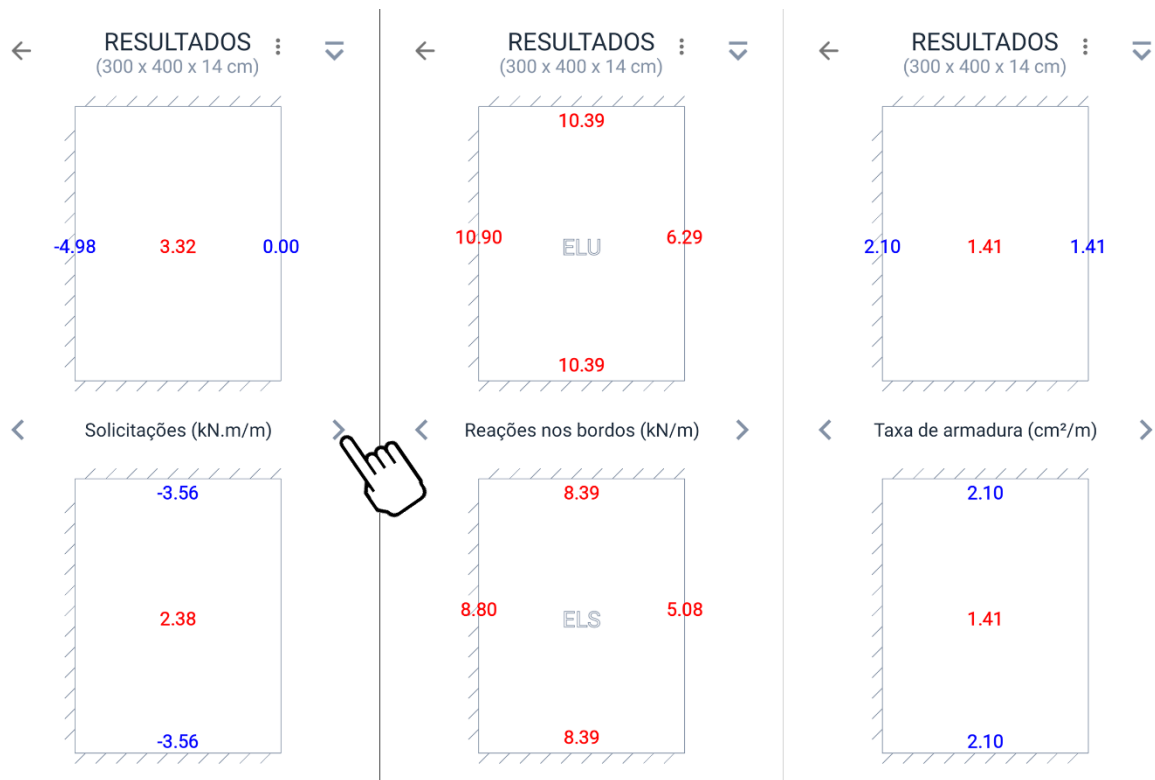 RESULTADOS
(300 x 400 x 14 cm)
-4.98 3.32 0.00
Solicitações (kN.m/m)
-3.56
2.38
-3.56
RESULTADOS
(300 x 400 x 14 cm)
10.39
10.90 ELU 6.29
10.39
Reações nos bordos (kN/m)
8.39
8.80 ELS 5.08
8.39
RESULTADOS
(300 x 400 x 14 cm)
2.10 1.41 1.41
Taxa de armadura (cm²/m)
2.10
1.41
2.10